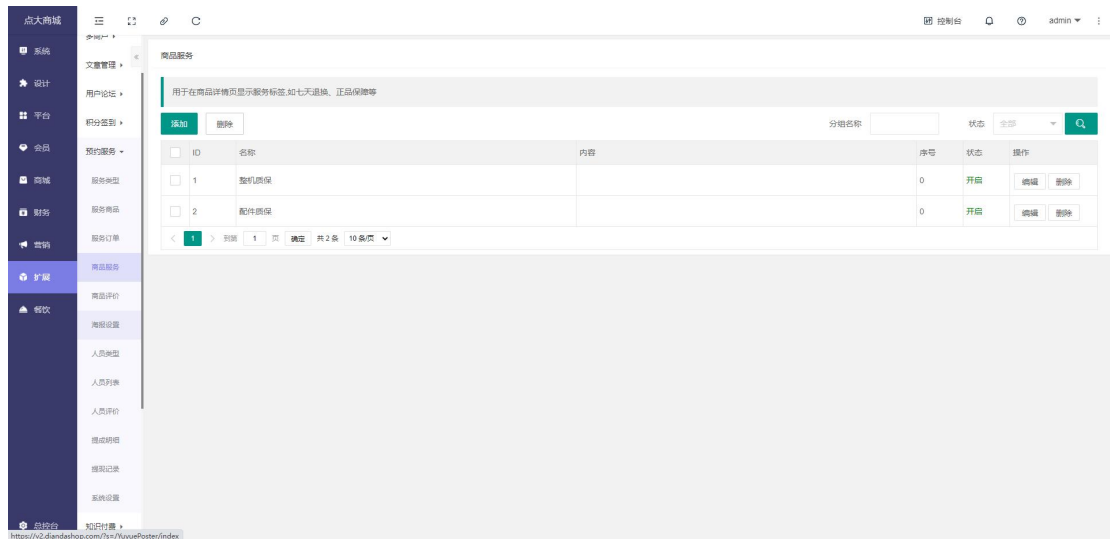 点大商城
控制台
admin
系统
设计
平台
会员
商城
财务
营销
扩展
餐饮
总控台
多商户
文章管理
用户论坛
积分签到
预约服务
服务类型
服务商品
服务订单
商品服务
商品评价
海报设置
人员类型
人员列表
人员评价
提成明细
提现记录
系统设置
知识付费
商品服务
用于在商品详情页显示服务标签,如七天退换、正品保障等
添加 删除 分组名称 状态 全部
ID 名称 内容 序号 状态 操作
1 整机质保 0 开启 编辑 删除
2 配件质保 0 开启 编辑 删除
1 到第 1 页 确定 共 2 条 10 条/页
https://v2.diandashop.com/?s=/YuyuePoster/index